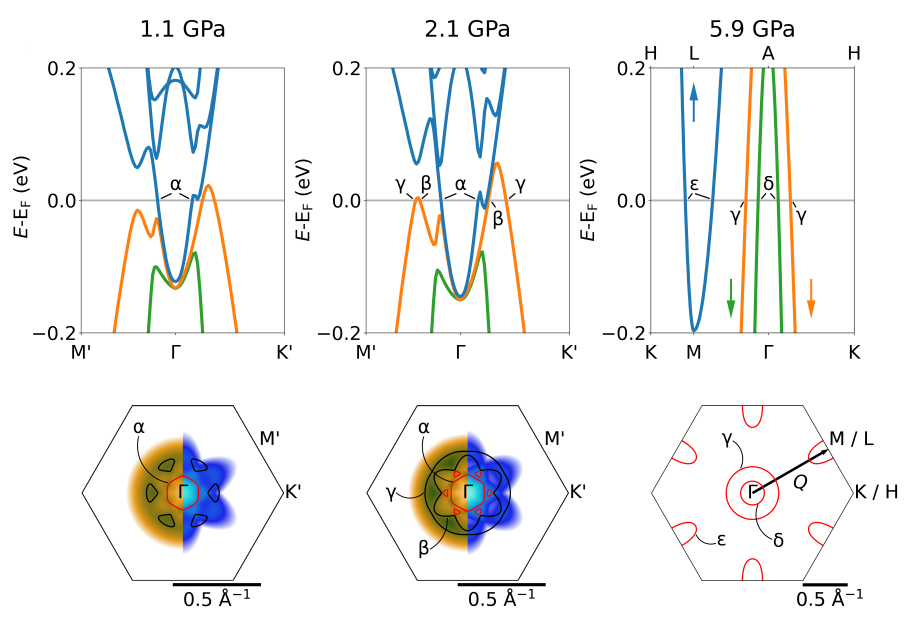 1.1 GPa 2.1 GPa 5.9 GPa
H L A H
0.2 0.2 0.2
α γ β α γ ε δ
0.0 0.0 0.0
β γ γ
E-E_F (eV) E-E_F (eV) E-E_F (eV)
−0.2 −0.2 −0.2
M' Γ K' M' Γ K' K M Γ K
α M' α M' γ M / L
Γ K' γ Γ K' Γ Q K / H
β ε δ
0.5 Å⁻¹ 0.5 Å⁻¹ 0.5 Å⁻¹